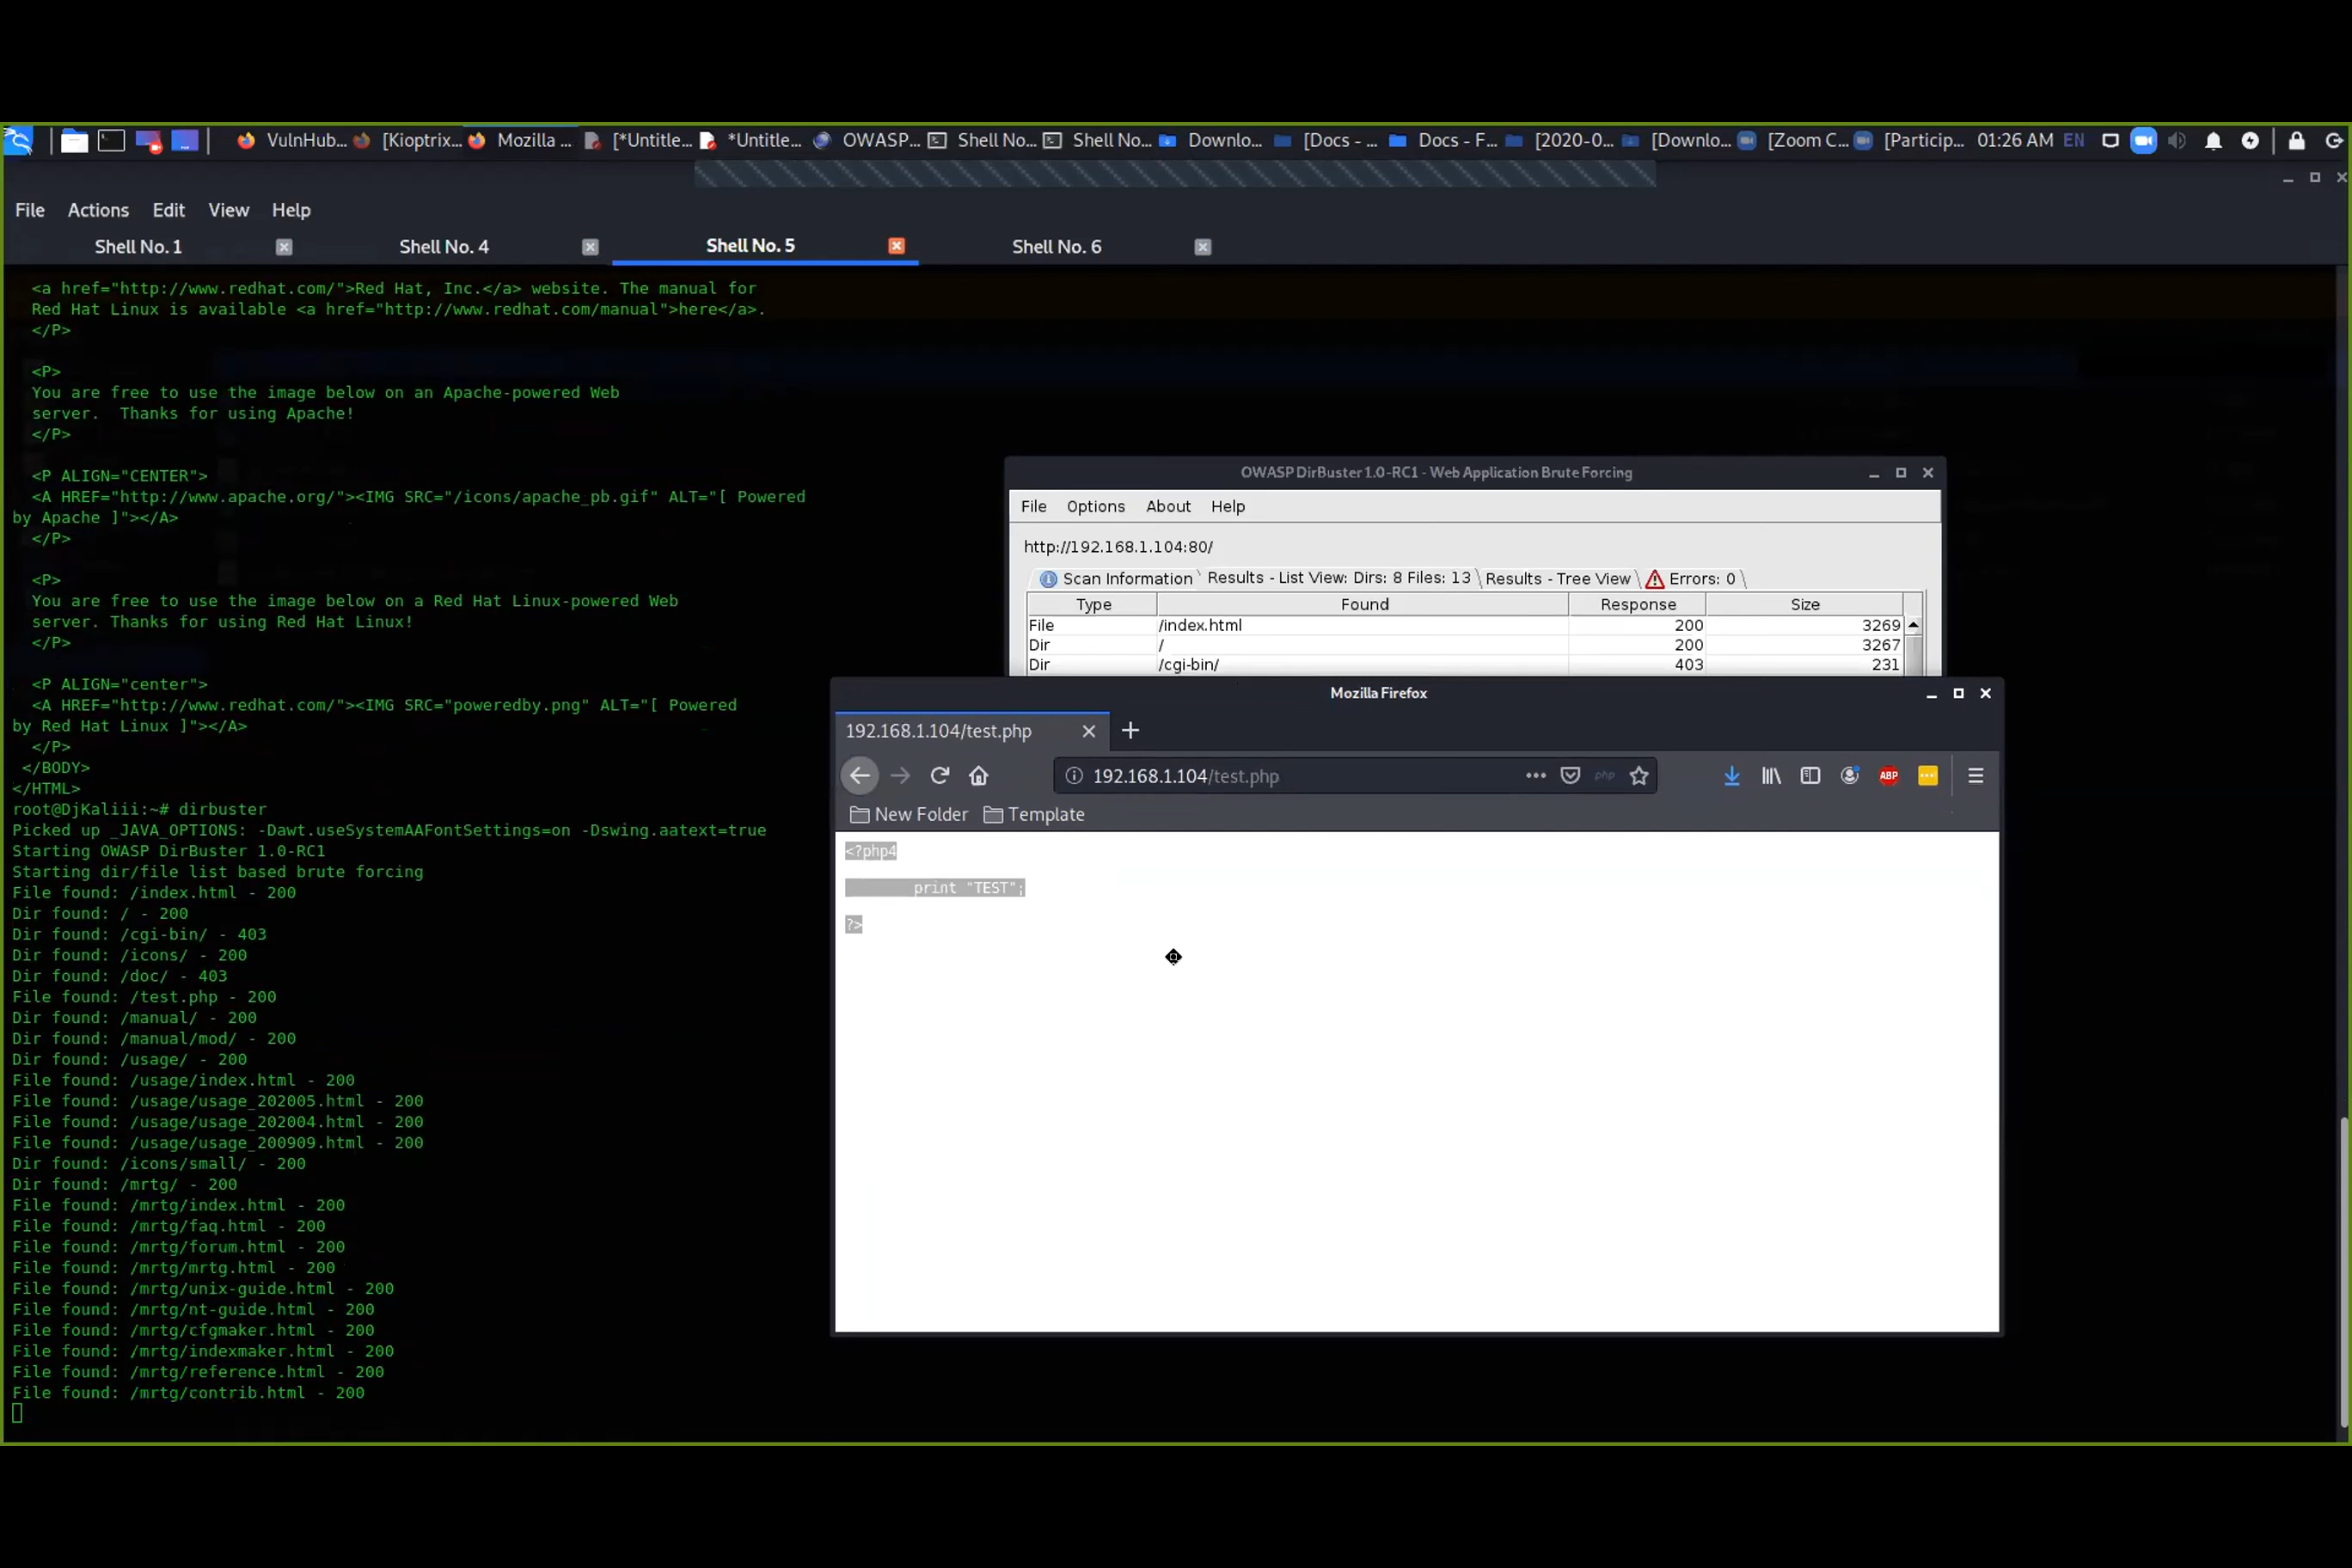 VulnHub...
[Kioptrix...
Mozilla ...
[*Untitle...
*Untitle...
OWASP...
Shell No...
Shell No...
Downlo...
[Docs - ...
Docs - F...
[2020-0...
[Downlo...
[Zoom C...
[Particip...
01:26 AM
EN
File Actions Edit View Help
Shell No. 1
Shell No. 4
Shell No. 5
Shell No. 6
<a href="http://www.redhat.com/">Red Hat, Inc.</a> website. The manual for
Red Hat Linux is available <a href="http://www.redhat.com/manual">here</a>.
</P>
<P>
You are free to use the image below on an Apache-powered Web
server.  Thanks for using Apache!
</P>
<P ALIGN="CENTER">
<A HREF="http://www.apache.org/"><IMG SRC="/icons/apache_pb.gif" ALT="[ Powered
by Apache ]"></A>
</P>
<P>
You are free to use the image below on a Red Hat Linux-powered Web
server. Thanks for using Red Hat Linux!
</P>
<P ALIGN="center">
<A HREF="http://www.redhat.com/"><IMG SRC="poweredby.png" ALT="[ Powered
by Red Hat Linux ]"></A>
</P>
</BODY>
</HTML>
root@DjKaliii:~# dirbuster
Picked up _JAVA_OPTIONS: -Dawt.useSystemAAFontSettings=on -Dswing.aatext=true
Starting OWASP DirBuster 1.0-RC1
Starting dir/file list based brute forcing
File found: /index.html - 200
Dir found: / - 200
Dir found: /cgi-bin/ - 403
Dir found: /icons/ - 200
Dir found: /doc/ - 403
File found: /test.php - 200
Dir found: /manual/ - 200
Dir found: /manual/mod/ - 200
Dir found: /usage/ - 200
File found: /usage/index.html - 200
File found: /usage/usage_202005.html - 200
File found: /usage/usage_202004.html - 200
File found: /usage/usage_200909.html - 200
Dir found: /icons/small/ - 200
Dir found: /mrtg/ - 200
File found: /mrtg/index.html - 200
File found: /mrtg/faq.html - 200
File found: /mrtg/forum.html - 200
File found: /mrtg/mrtg.html - 200
File found: /mrtg/unix-guide.html - 200
File found: /mrtg/nt-guide.html - 200
File found: /mrtg/cfgmaker.html - 200
File found: /mrtg/indexmaker.html - 200
File found: /mrtg/reference.html - 200
File found: /mrtg/contrib.html - 200
OWASP DirBuster 1.0-RC1 - Web Application Brute Forcing
File Options About Help
http://192.168.1.104:80/
Scan Information
Results - List View: Dirs: 8 Files: 13
Results - Tree View
Errors: 0
Type Found Response Size
File /index.html 200 3269
Dir / 200 3267
Dir /cgi-bin/ 403 231
Mozilla Firefox
192.168.1.104/test.php
192.168.1.104/test.php
php
ABP
New Folder
Template
<?php4
print "TEST";
?>